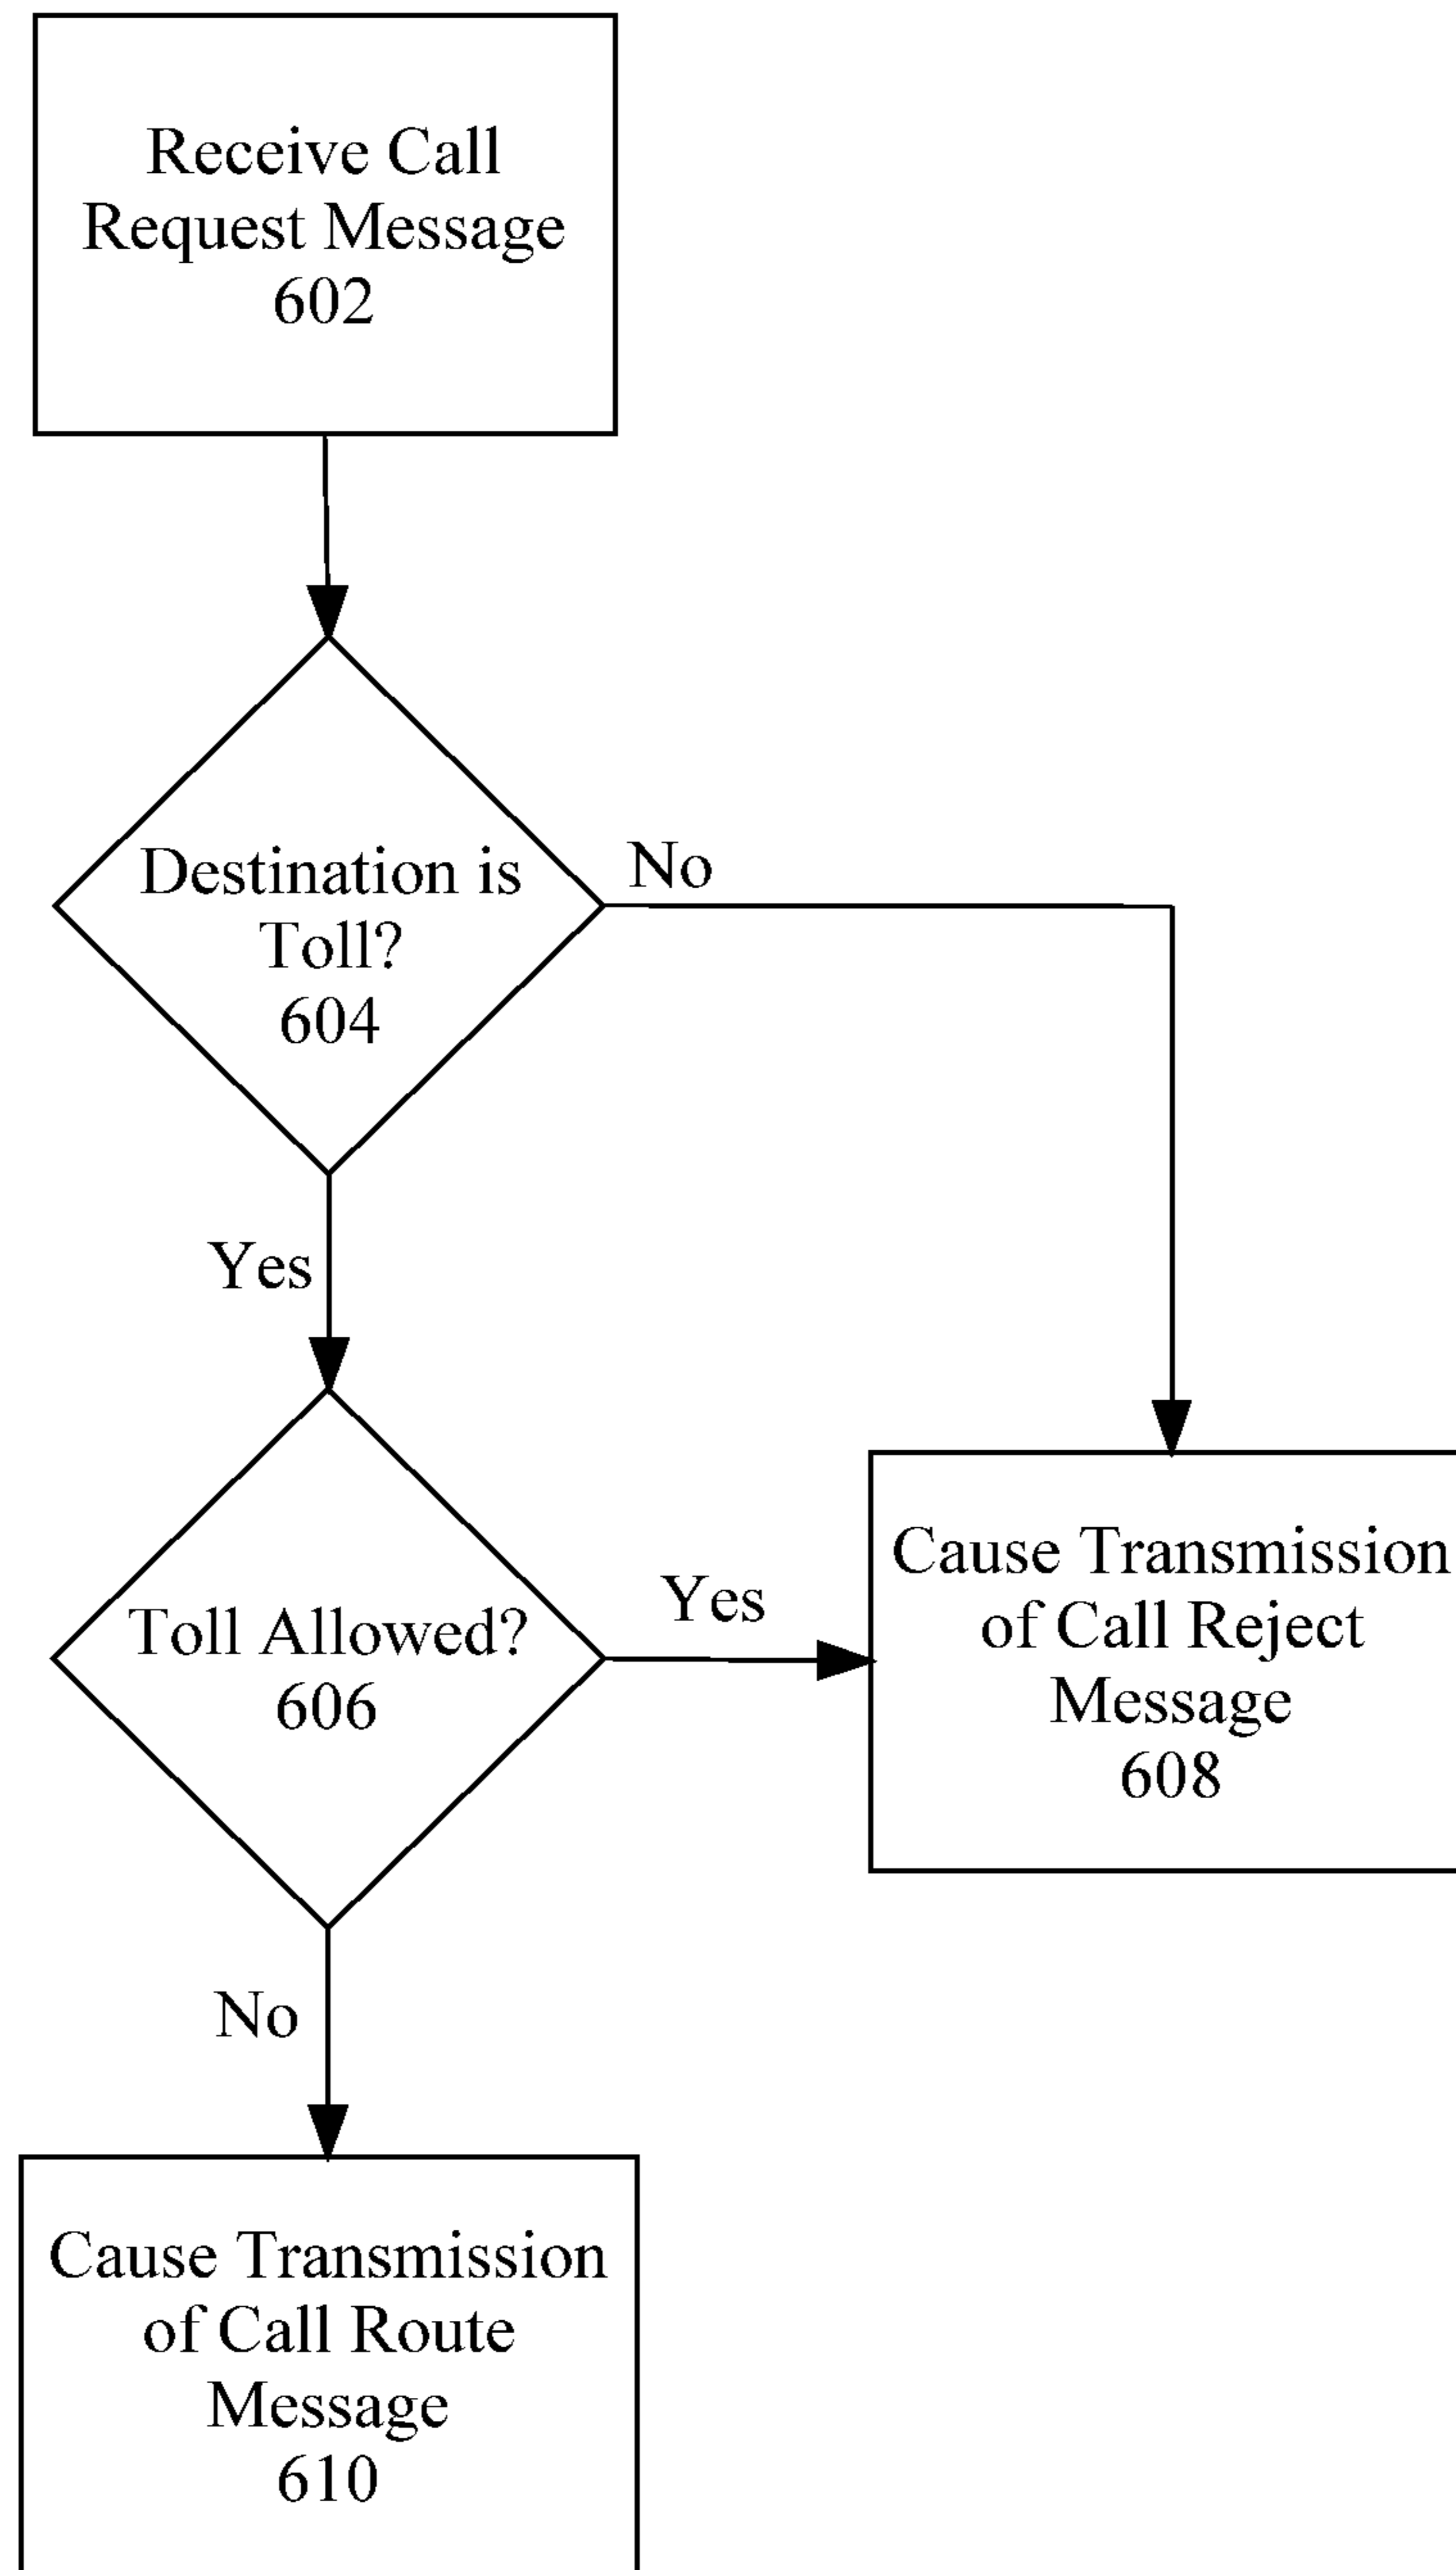 Receive Call
Request Message
602
Destination is
Toll?
604
No
Yes
Toll Allowed?
606
Yes
Cause Transmission
of Call Reject
Message
608
No
Cause Transmission
of Call Route
Message
610